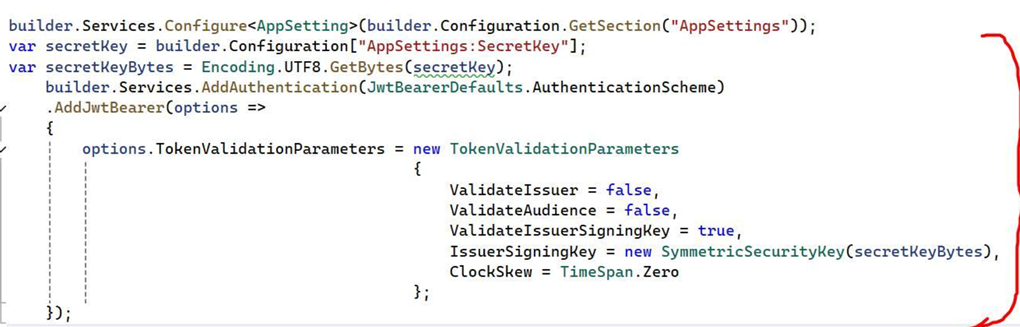 builder.Services.Configure<AppSetting>(builder.Configuration.GetSection("AppSettings"));
var secretKey = builder.Configuration["AppSettings:SecretKey"];
var secretKeyBytes = Encoding.UTF8.GetBytes(secretKey);
builder.Services.AddAuthentication(JwtBearerDefaults.AuthenticationScheme)
.AddJwtBearer(options =>
{
options.TokenValidationParameters = new TokenValidationParameters
{
ValidateIssuer = false,
ValidateAudience = false,
ValidateIssuerSigningKey = true,
IssuerSigningKey = new SymmetricSecurityKey(secretKeyBytes),
ClockSkew = TimeSpan.Zero
};
});